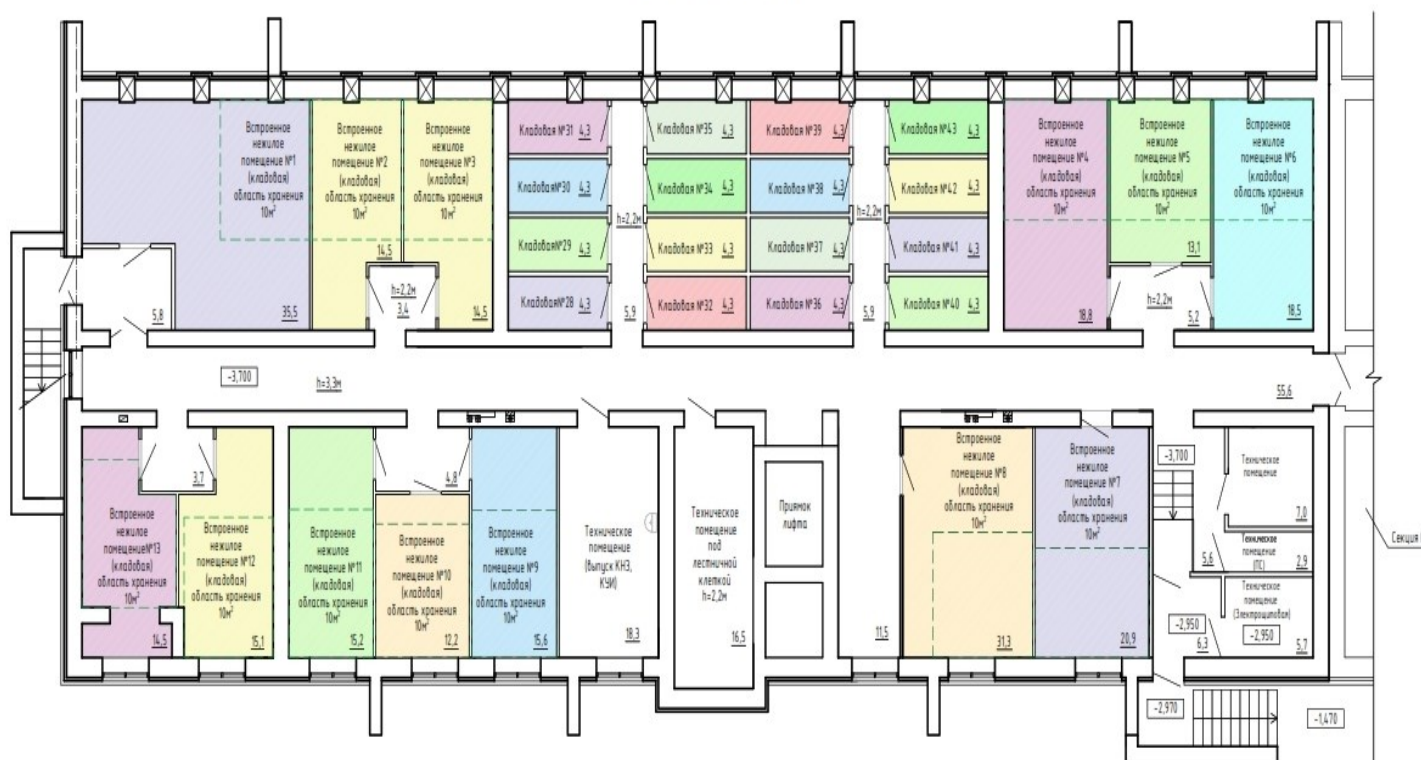 Встроенное
нежилое
помещение №1
(кладовая)
область хранения
10м²
35,5
Встроенное
нежилое
помещение №2
(кладовая)
область хранения
10м²
14,5
Встроенное
нежилое
помещение №3
(кладовая)
область хранения
10м²
14,5
h=2,2м
3,4
5,8
Кладовая №31 4,3
Кладовая№30 4,3
Кладовая№29 4,3
Кладовая№28 4,3
h=2,2м
5,9
Кладовая №35 4,3
Кладовая №34 4,3
Кладовая №33 4,3
Кладовая №32 4,3
Кладовая №39 4,3
Кладовая №38 4,3
Кладовая №37 4,3
Кладовая №36 4,3
h=2,2м
5,9
Кладовая №43 4,3
Кладовая №42 4,3
Кладовая №41 4,3
Кладовая №40 4,3
Встроенное
нежилое
помещение №4
(кладовая)
область хранения
10м²
18,8
Встроенное
нежилое
помещение №5
(кладовая)
область хранения
10м²
13,1
h=2,2м
5,2
Встроенное
нежилое
помещение №6
(кладовая)
область хранения
10м²
18,5
-3,700
h=3,3м
55,6
Встроенное
нежилое
помещение№13
(кладовая)
область хранения
10м²
14,5
3,7
Встроенное
нежилое
помещение №12
(кладовая)
область хранения
10м²
15,1
Встроенное
нежилое
помещение №11
(кладовая)
область хранения
10м²
15,2
4,8
Встроенное
нежилое
помещение №10
(кладовая)
область хранения
10м²
12,2
Встроенное
нежилое
помещение №9
(кладовая)
область хранения
10м²
15,6
Техническое
помещение
(выпуск КН3,
КУИ)
18,3
Техническое
помещение
под
лестничной
клеткой
h=2,2м
16,5
Приямок
лифта
11,5
Встроенное
нежилое
помещение №8
(кладовая)
область хранения
10м²
31,3
Встроенное
нежилое
помещение №7
(кладовая)
область хранения
10м²
20,9
-3,700
Техническое
помещение
7,0
5,6
Техническое
помещение
(ПС)
2,9
Техническое
помещение
(Электрощитовая)
-2,950
5,7
-2,950
6,3
-2,970
-1,470
Секция